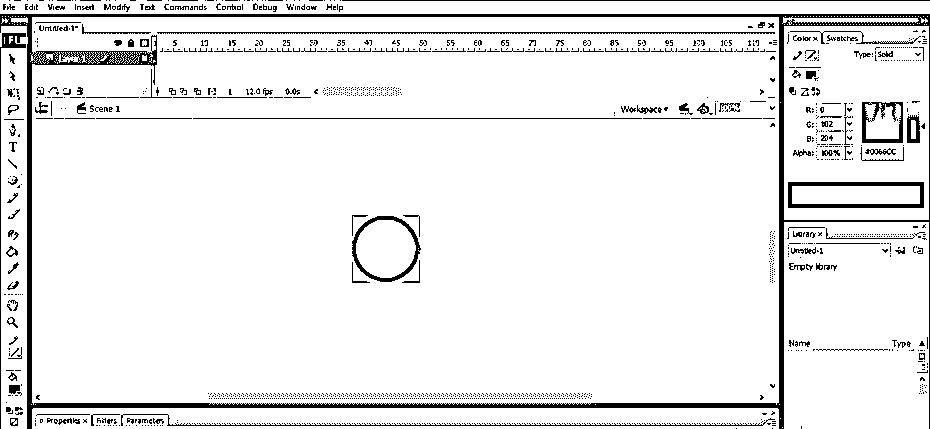 File Edit View Insert Modify Text Commands Control Debug Window Help
Untitled-1*
5 10 15 20 25 30 35 40 45 50 55 60 65 70 75 80 85 90 95 100 105 110
1 12.0 fps 0.0s
Scene 1 Workspace
Properties × Filters Parameters
Color × Swatches
Type: Solid
R: 0
G: 102
B: 204
Alpha: 100% #0066CC
Library ×
Untitled-1
Empty library
Name Type